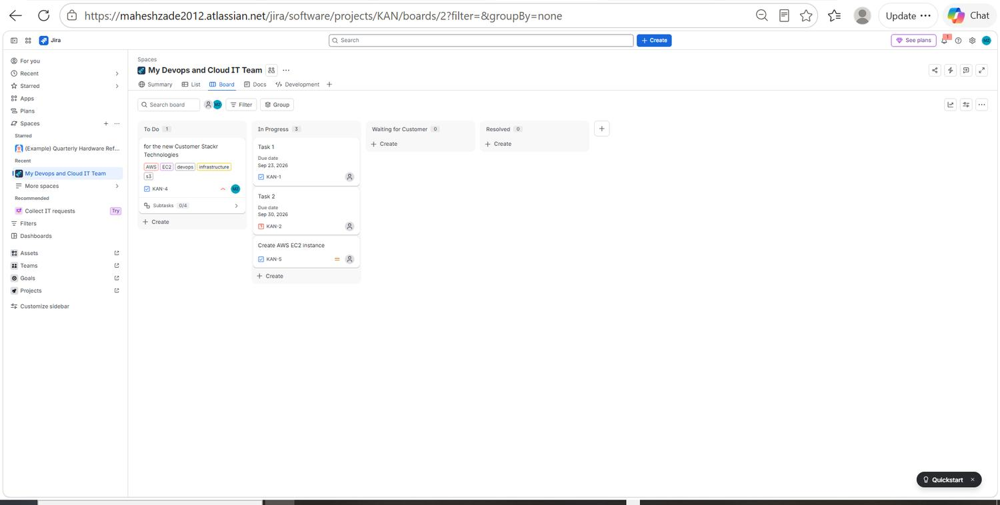 https://maheshzade2012.atlassian.net/jira/software/projects/KAN/boards/2?filter=&groupBy=none
Update
Chat
Jira
Search
+ Create
See plans
1
MZ
For you
Recent
Starred
Apps
Plans
Spaces
Starred
(Example) Quarterly Hardware Ref...
Recent
My Devops and Cloud IT Team
More spaces
Recommended
Collect IT requests Try
Filters
Dashboards
Assets
Teams
Goals
Projects
Customize sidebar
Spaces
My Devops and Cloud IT Team
Summary List Board Docs Development
Search board
MZ
Filter
Group
To Do 1
for the new Customer Stackr
Technologies
AWS EC2 devops infrastructure
s3
KAN-4
MZ
Subtasks 0/4
+ Create
In Progress 3
Task 1
Due date
Sep 23, 2026
KAN-1
Task 2
Due date
Sep 30, 2026
KAN-2
Create AWS EC2 instance
KAN-5
+ Create
Waiting for Customer 0
+ Create
Resolved 0
+ Create
Quickstart